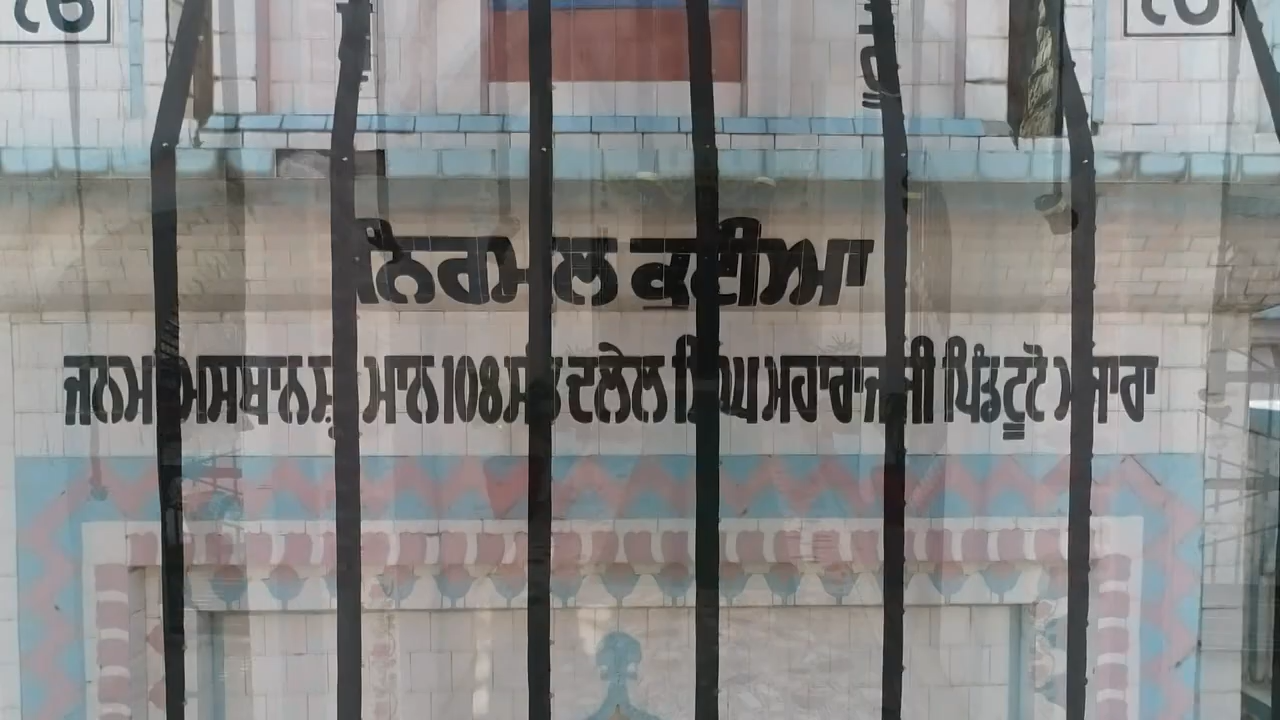 ਨਿਰਮਲ ਕੁਟੀਆ
ਜਨਮ ਅਸਥਾਨ ਸ੍ਰੀ ਮਾਨ 108 ਸੰਤ ਦਲੇਲ ਸਿੰਘ ਮਹਾਰਾਜ ਜੀ ਪਿੰਡ ਟੂਟੋ ਮਜਾਰਾ